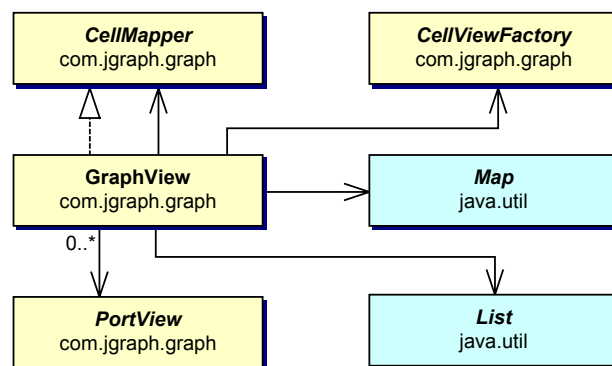 CellMapper
com.jgraph.graph
CellViewFactory
com.jgraph.graph
GraphView
com.jgraph.graph
Map
java.util
0..*
PortView
com.jgraph.graph
List
java.util